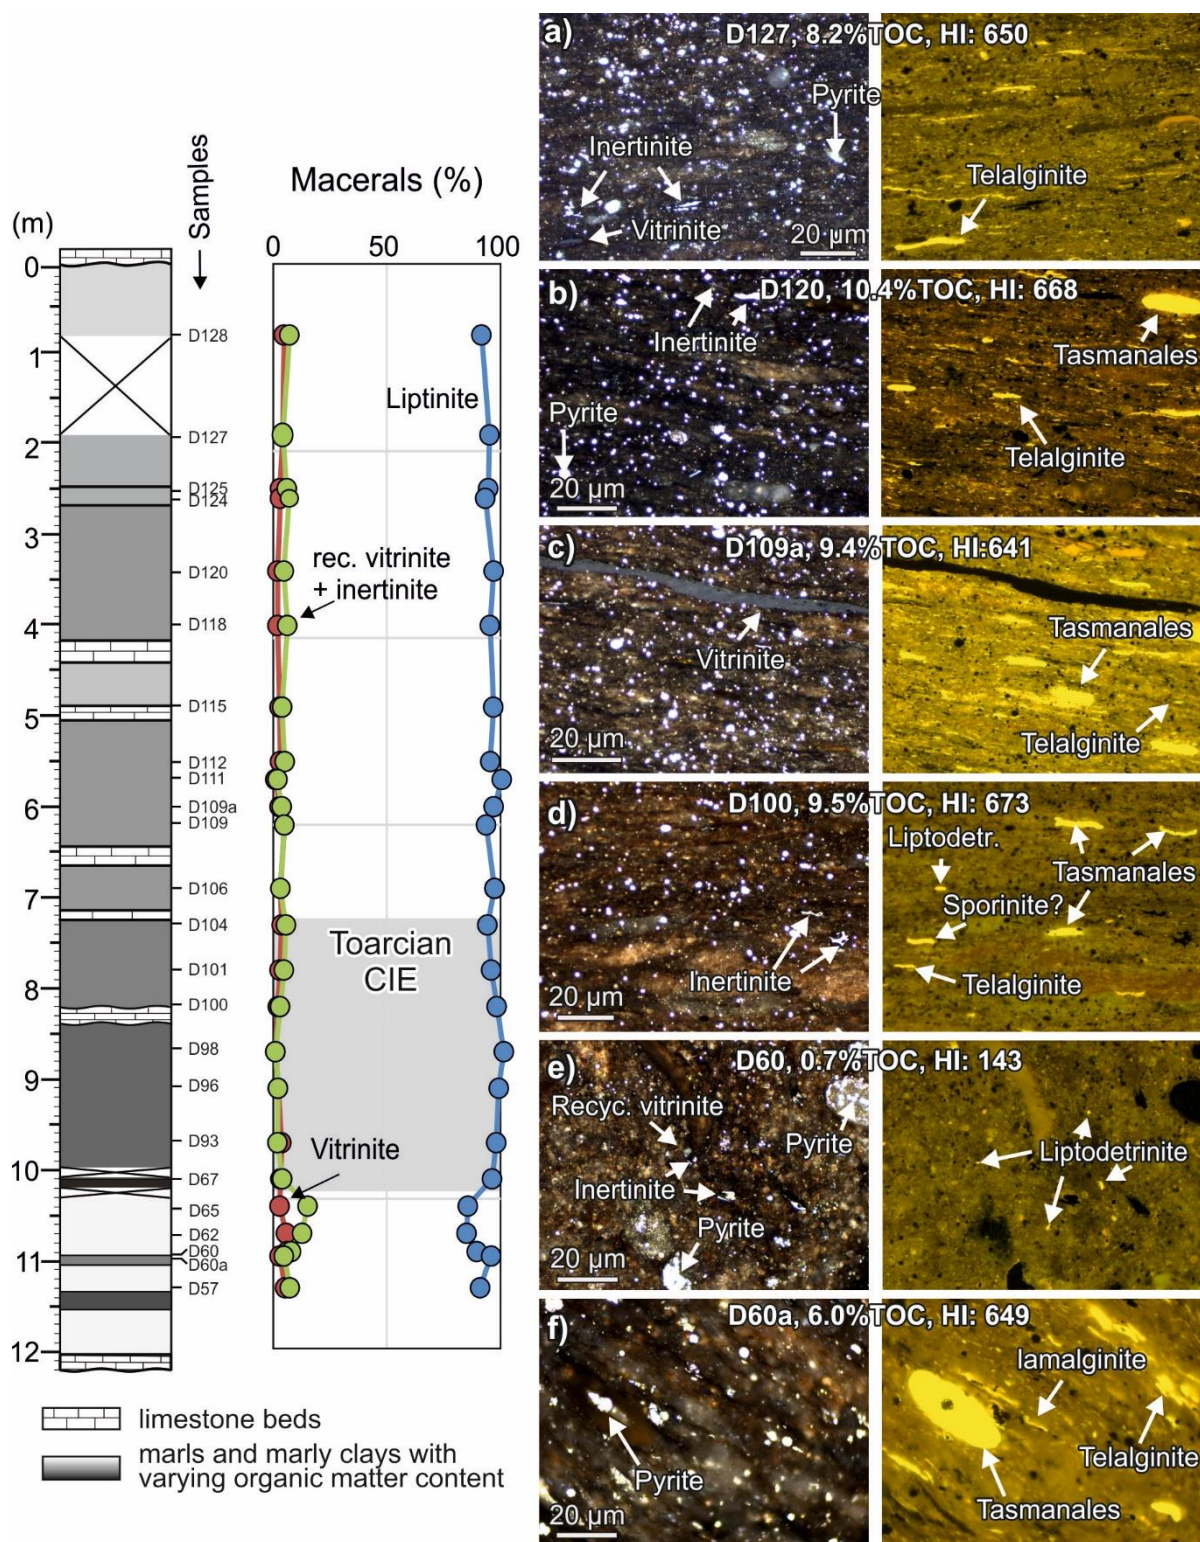 Samples
Macerals (%)
(m)
0
50
100
0
1
2
3
4
5
6
7
8
9
10
11
12
D128
D127
D125
D124
D120
D118
D115
D112
D111
D109a
D109
D106
D104
D101
D100
D98
D96
D93
D67
D65
D62
D60
D60a
D57
Liptinite
rec. vitrinite
+ inertinite
Toarcian
CIE
Vitrinite
limestone beds
marls and marly clays with
varying organic matter content
a)
D127, 8.2%TOC, HI: 650
Pyrite
Inertinite
Vitrinite
20 µm
Telalginite
b)
D120, 10.4%TOC, HI: 668
Inertinite
Pyrite
20 µm
Tasmanales
Telalginite
c)
D109a, 9.4%TOC, HI:641
Vitrinite
20 µm
Tasmanales
Telalginite
d)
D100, 9.5%TOC, HI: 673
Inertinite
20 µm
Liptodetr.
Tasmanales
Sporinite?
Telalginite
e)
D60, 0.7%TOC, HI: 143
Recyc. vitrinite
Pyrite
Inertinite
Pyrite
20 µm
Liptodetrinite
f)
D60a, 6.0%TOC, HI: 649
Pyrite
20 µm
lamalginite
Telalginite
Tasmanales